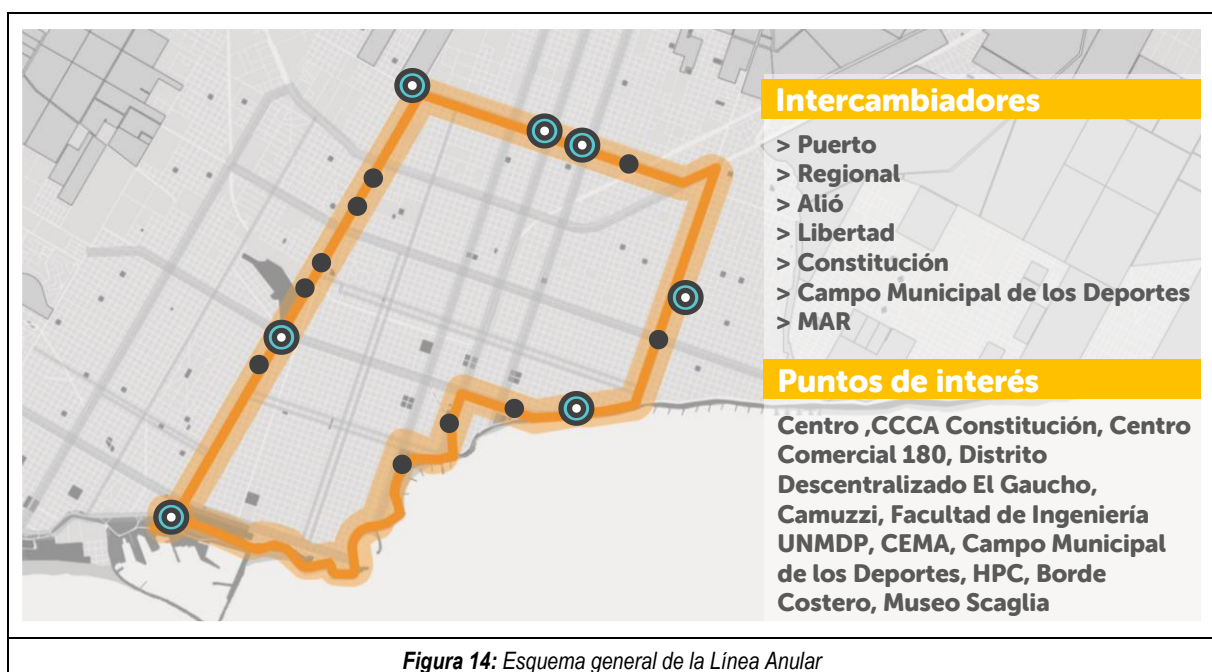 Intercambiadores
> Puerto
> Regional
> Alió
> Libertad
> Constitución
> Campo Municipal de los Deportes
> MAR
Puntos de interés
Centro ,CCCA Constitución, Centro
Comercial 180, Distrito
Descentralizado El Gaucho,
Camuzzi, Facultad de Ingeniería
UNMDP, CEMA, Campo Municipal
de los Deportes, HPC, Borde
Costero, Museo Scaglia
Figura 14: Esquema general de la Línea Anular